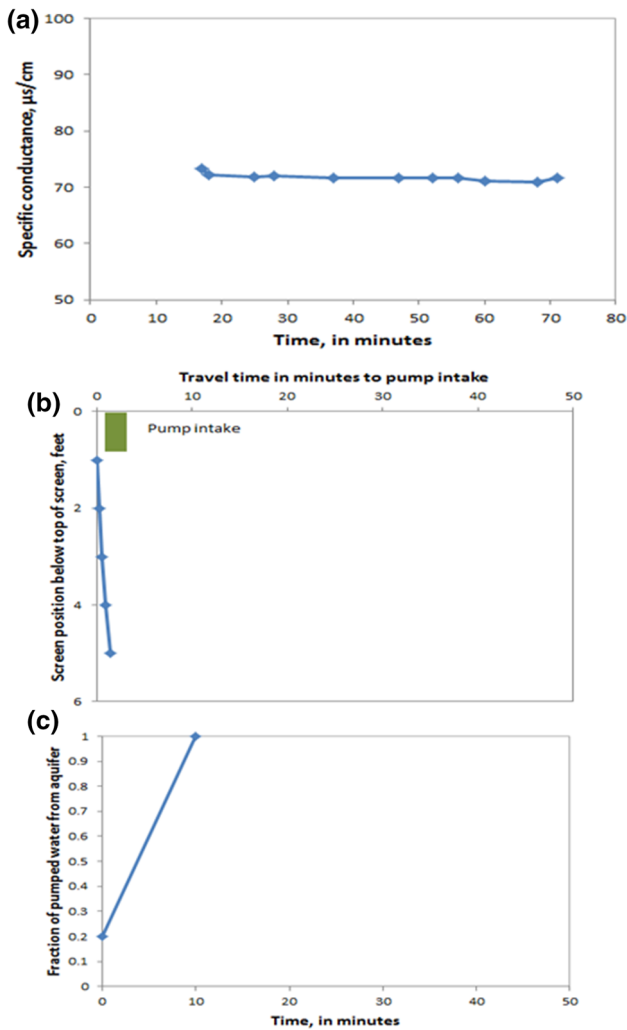 (a)
Specific conductance, µs/cm
100
90
80
70
60
50
0 10 20 30 40 50 60 70 80
Time, in minutes
Travel time in minutes to pump intake
(b)
0 10 20 30 40 50
Screen position below top of screen, feet
0
2
4
6
Pump intake
(c)
Fraction of pumped water from aquifer
1
0.9
0.8
0.7
0.6
0.5
0.4
0.3
0.2
0.1
0
0 10 20 30 40 50
Time, in minutes